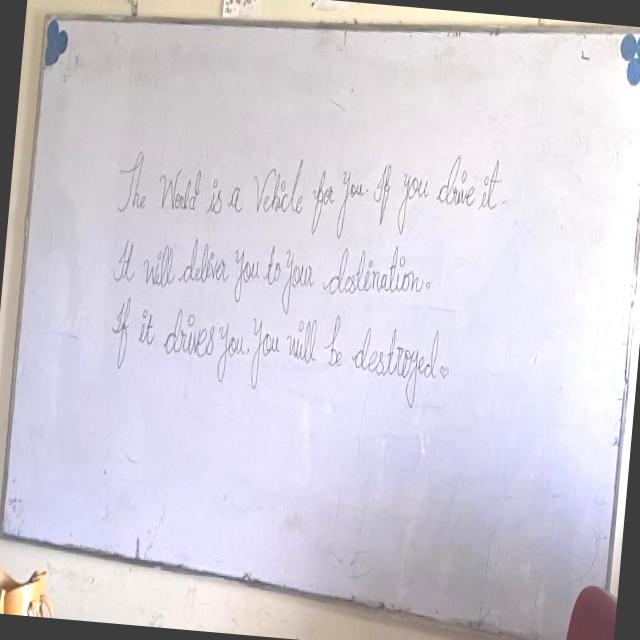 The World is a Vehicle for you. If you drive it.
It will deliver you to your destination.
If it drives you. You will be destroyed.